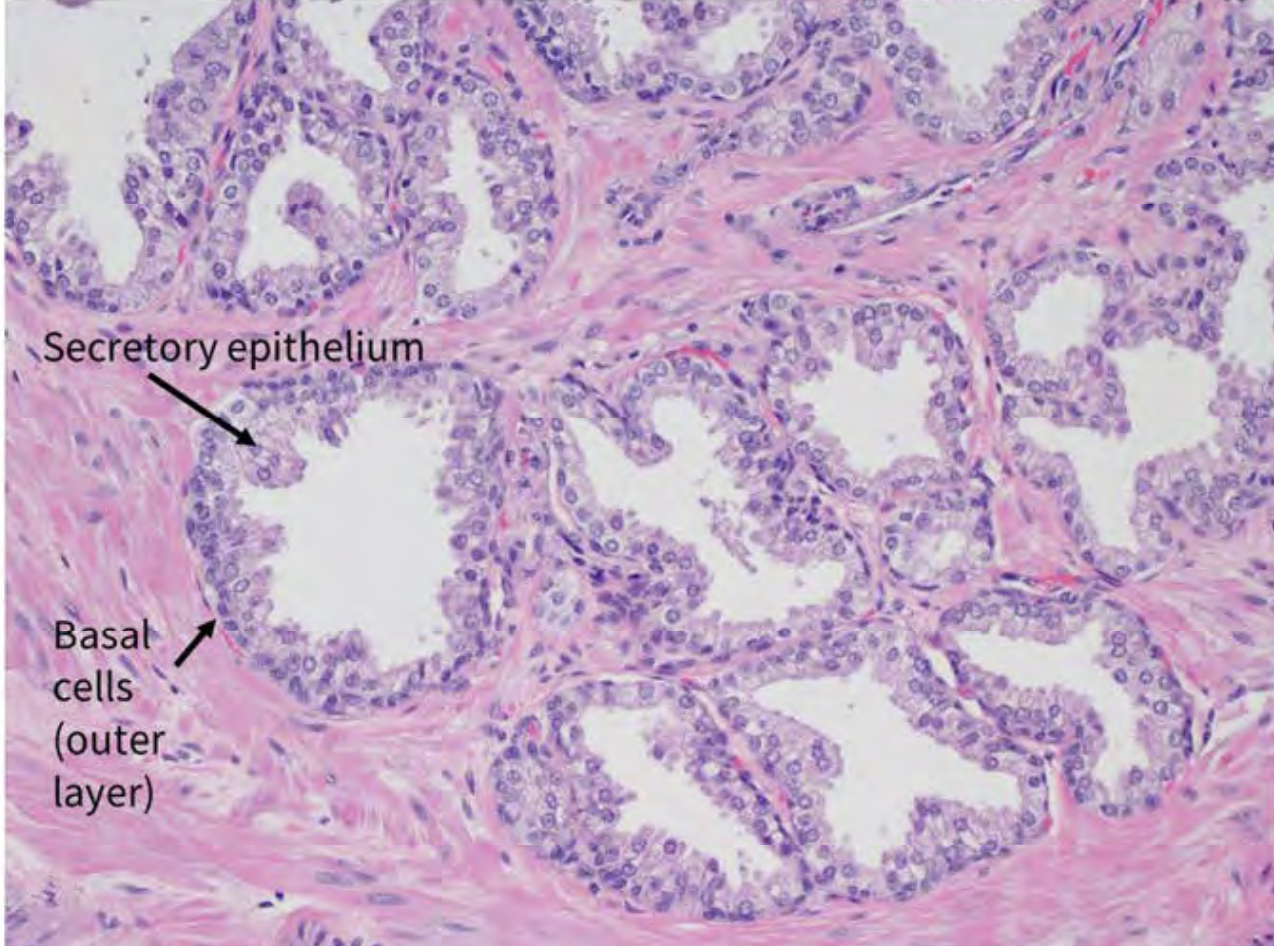 Secretory epithelium
Basal
cells
(outer
layer)